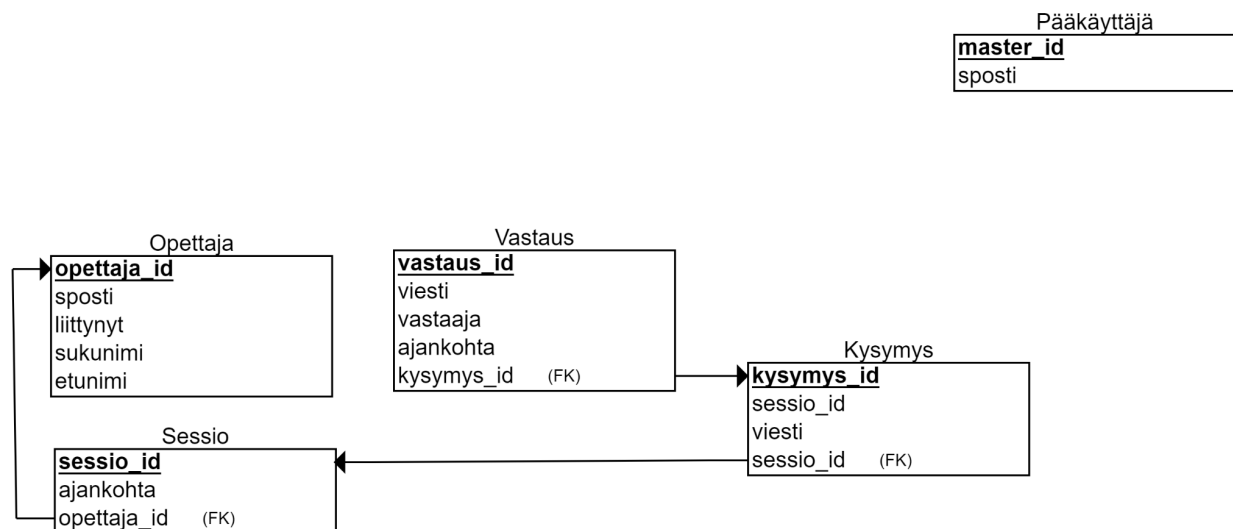 Pääkäyttäjä
master_id
sposti
Opettaja
opettaja_id
sposti
liittynyt
sukunimi
etunimi
Vastaus
vastaus_id
viesti
vastaaja
ajankohta
kysymys_id (FK)
Kysymys
kysymys_id
sessio_id
viesti
sessio_id (FK)
Sessio
sessio_id
ajankohta
opettaja_id (FK)